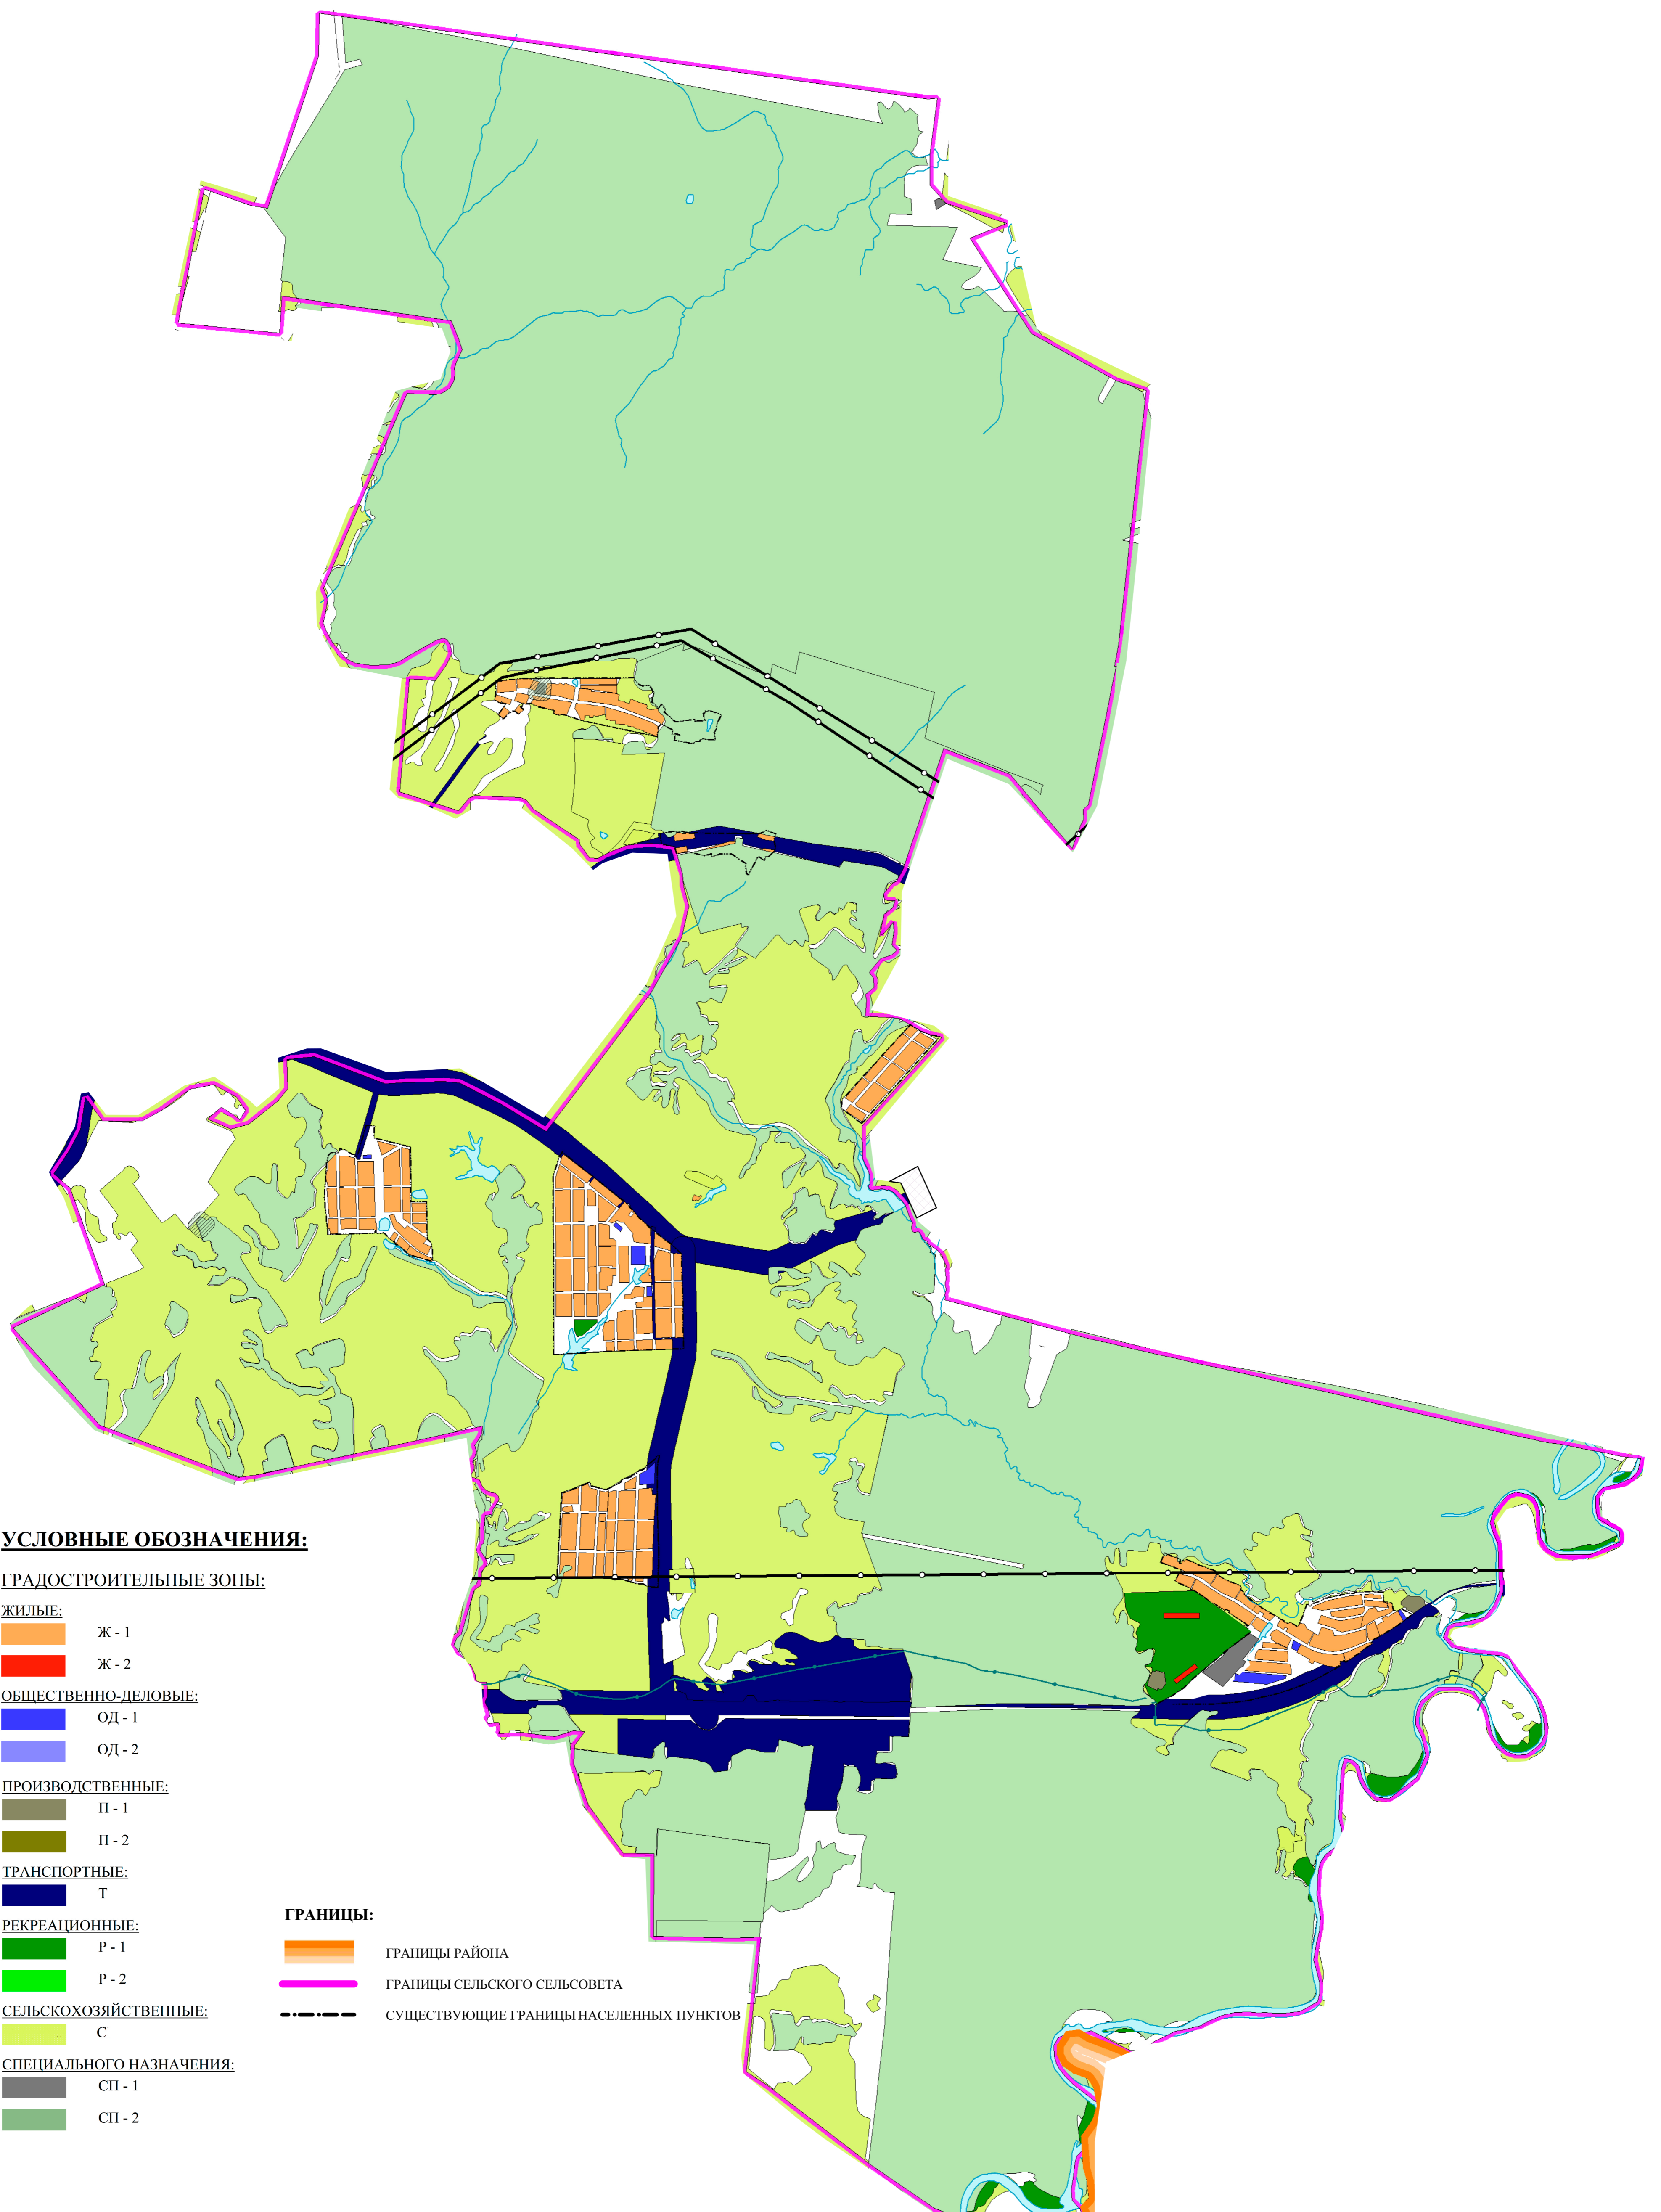 УСЛОВНЫЕ ОБОЗНАЧЕНИЯ:
ГРАДОСТРОИТЕЛЬНЫЕ ЗОНЫ:
ЖИЛЫЕ:
Ж - 1
Ж - 2
ОБЩЕСТВЕННО-ДЕЛОВЫЕ:
ОД - 1
ОД - 2
ПРОИЗВОДСТВЕННЫЕ:
П - 1
П - 2
ТРАНСПОРТНЫЕ:
Т
РЕКРЕАЦИОННЫЕ:
Р - 1
Р - 2
СЕЛЬСКОХОЗЯЙСТВЕННЫЕ:
С
СПЕЦИАЛЬНОГО НАЗНАЧЕНИЯ:
СП - 1
СП - 2
ГРАНИЦЫ:
ГРАНИЦЫ РАЙОНА
ГРАНИЦЫ СЕЛЬСКОГО СЕЛЬСОВЕТА
СУЩЕСТВУЮЩИЕ ГРАНИЦЫ НАСЕЛЕННЫХ ПУНКТОВ